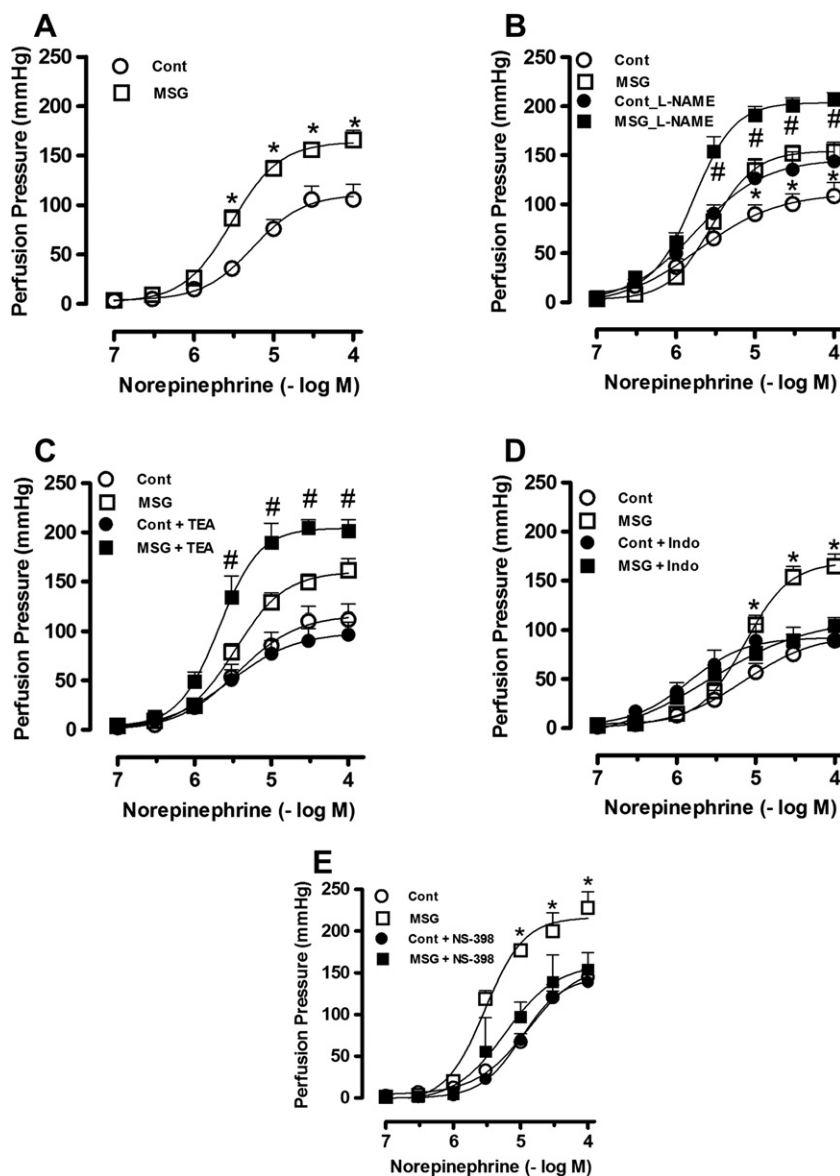 A
Cont
MSG
Perfusion Pressure (mmHg)
250
200
150
100
50
0
* * * * *
7 6 5 4
Norepinephrine (- log M)
B
Cont
MSG
Cont_L-NAME
MSG_L-NAME
Perfusion Pressure (mmHg)
250
200
150
100
50
0
# # # #
* * *
7 6 5 4
Norepinephrine (- log M)
C
Cont
MSG
Cont + TEA
MSG + TEA
Perfusion Pressure (mmHg)
250
200
150
100
50
0
# # # #
7 6 5 4
Norepinephrine (- log M)
D
Cont
MSG
Cont + Indo
MSG + Indo
Perfusion Pressure (mmHg)
250
200
150
100
50
0
* * *
7 6 5 4
Norepinephrine (- log M)
E
Cont
MSG
Cont + NS-398
MSG + NS-398
Perfusion Pressure (mmHg)
250
200
150
100
50
0
* * *
7 6 5 4
Norepinephrine (- log M)